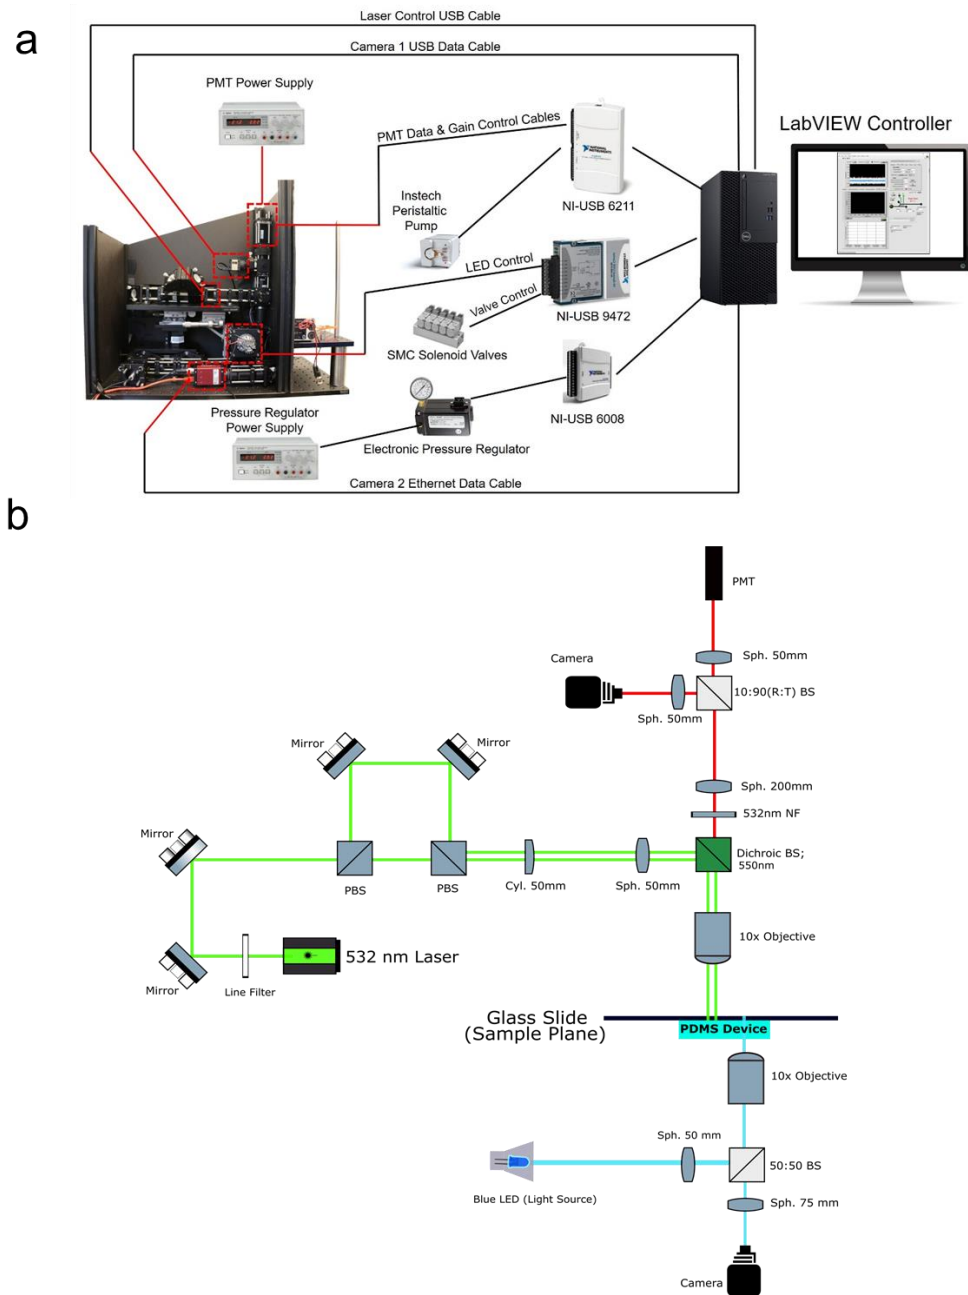 a
Laser Control USB Cable
Camera 1 USB Data Cable
PMT Power Supply
PMT Data & Gain Control Cables
LabVIEW Controller
NATIONAL
INSTRUMENTS
Instech
Peristaltic
Pump
NI-USB 6211
LED Control
Valve Control
NI-USB 9472
SMC Solenoid Valves
NI-USB 6008
Pressure Regulator
Power Supply
Electronic Pressure Regulator
Camera 2 Ethernet Data Cable
b
PMT
Sph. 50mm
Camera
10:90(R:T) BS
Sph. 50mm
Mirror
Mirror
Sph. 200mm
532nm NF
Mirror
Dichroic BS;
550nm
PBS
PBS
Cyl. 50mm
Sph. 50mm
10x Objective
532 nm Laser
Mirror
Line Filter
Glass Slide
(Sample Plane)
PDMS Device
10x Objective
Sph. 50 mm
50:50 BS
Blue LED (Light Source)
Sph. 75 mm
Camera